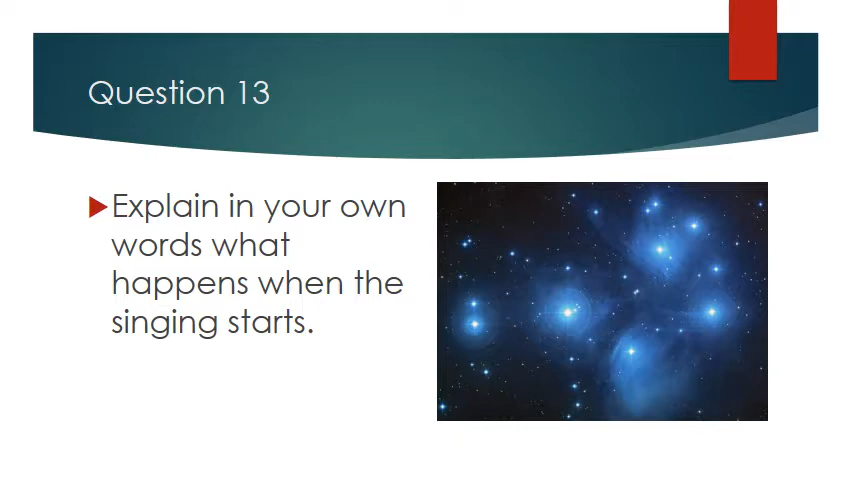 Question 13
Explain in your own
words what
happens when the
singing starts.